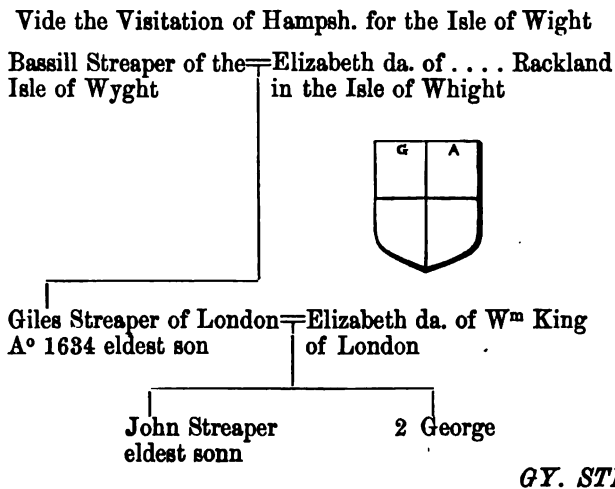 Vide the Visitation of Hampsh. for the Isle of Wight
Bassill Streaper of the Elizabeth da. of . . . . Rackland
Isle of Wyght in the Isle of Whight
G A
Giles Streaper of London Elizabeth da. of Wᵐ King
Aº 1634 eldest son of London
John Streaper 2 George
eldest sonn
GY. ST